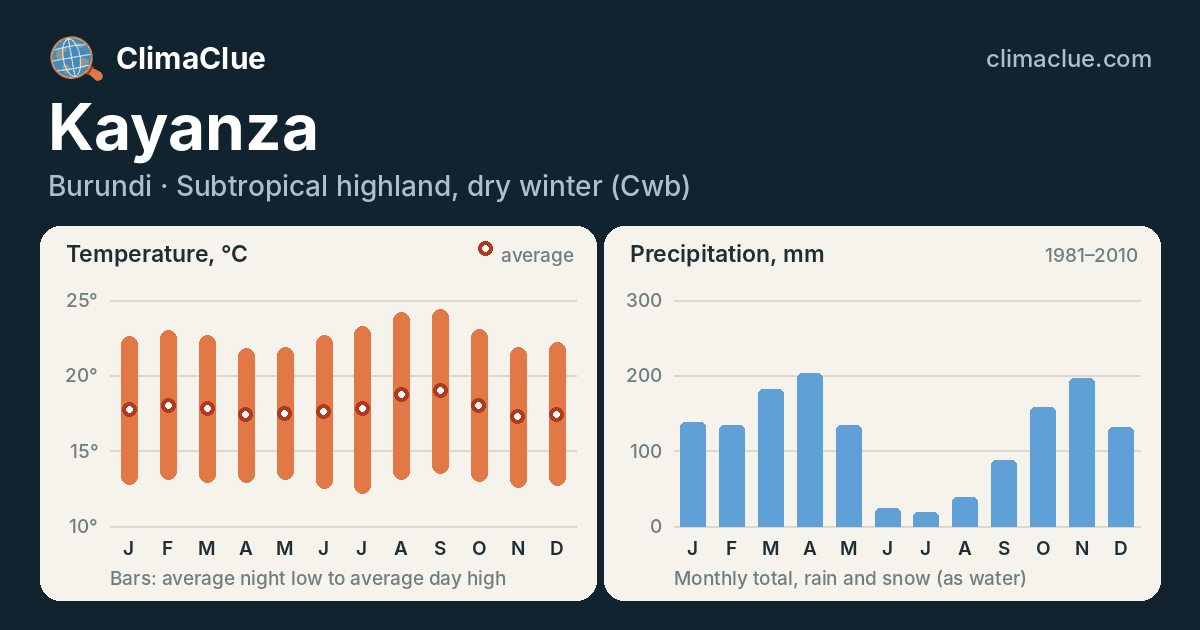 ClimaClue
climaclue.com
Kayanza
Burundi · Subtropical highland, dry winter (Cwb)
Temperature, °C
average
25°
20°
15°
10°
J F M A M J J A S O N D
Bars: average night low to average day high
Precipitation, mm
1981–2010
300
200
100
0
J F M A M J J A S O N D
Monthly total, rain and snow (as water)